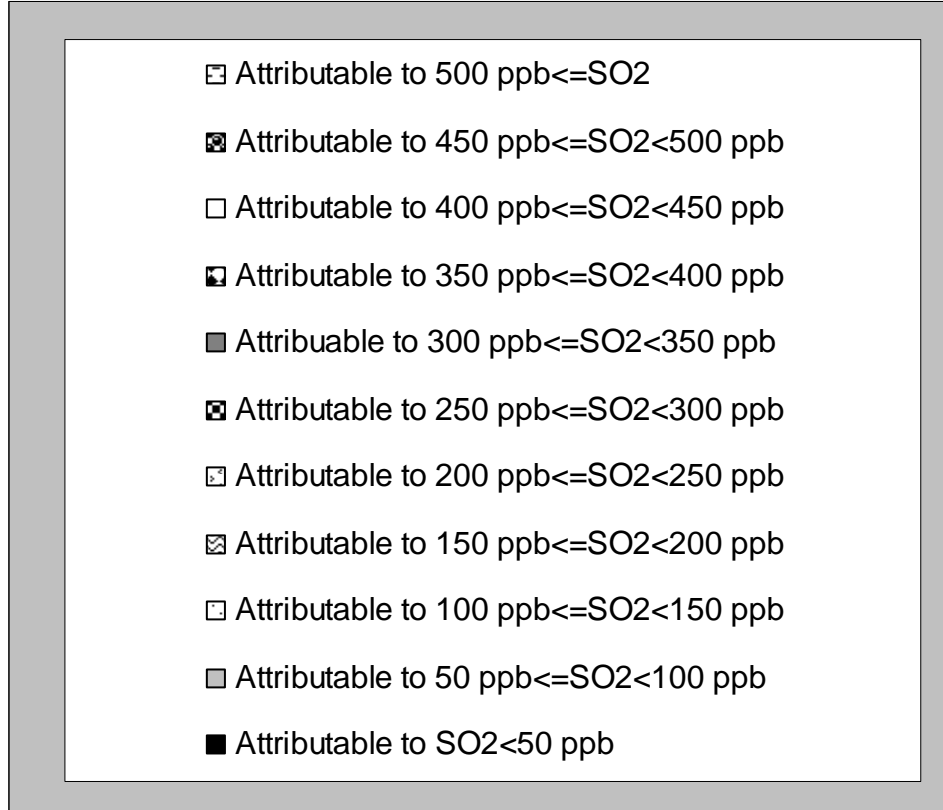 Attributable to 500 ppb<=SO2
Attributable to 450 ppb<=SO2<500 ppb
Attributable to 400 ppb<=SO2<450 ppb
Attributable to 350 ppb<=SO2<400 ppb
Attribuable to 300 ppb<=SO2<350 ppb
Attributable to 250 ppb<=SO2<300 ppb
Attributable to 200 ppb<=SO2<250 ppb
Attributable to 150 ppb<=SO2<200 ppb
Attributable to 100 ppb<=SO2<150 ppb
Attributable to 50 ppb<=SO2<100 ppb
Attributable to SO2<50 ppb